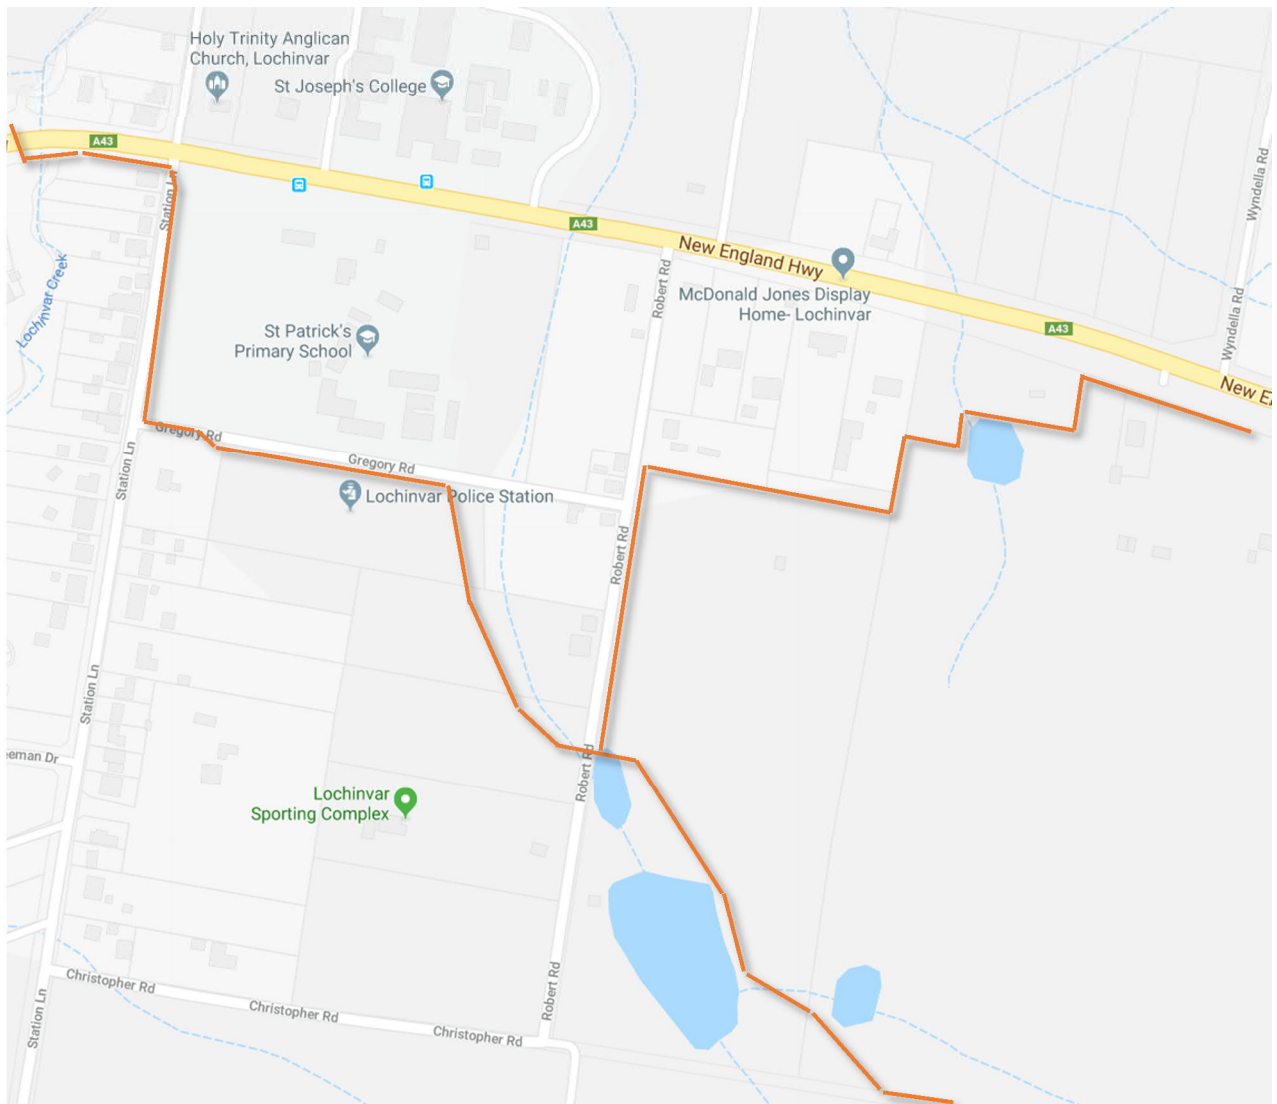 Holy Trinity Anglican
Church, Lochinvar
St Joseph's College
A43
Station Ln
A43
New England Hwy
Wyndella Rd
Lochinvar Creek
Robert Rd
McDonald Jones Display
Home- Lochinvar
A43
Wyndella Rd
St Patrick's
Primary School
New E
Gregory Rd
Gregory Rd
Station Ln
Lochinvar Police Station
Robert Rd
Station Ln
eeman Dr
Robert Rd
Lochinvar
Sporting Complex
Christopher Rd
Christopher Rd
Christopher Rd
Robert Rd
Station Ln